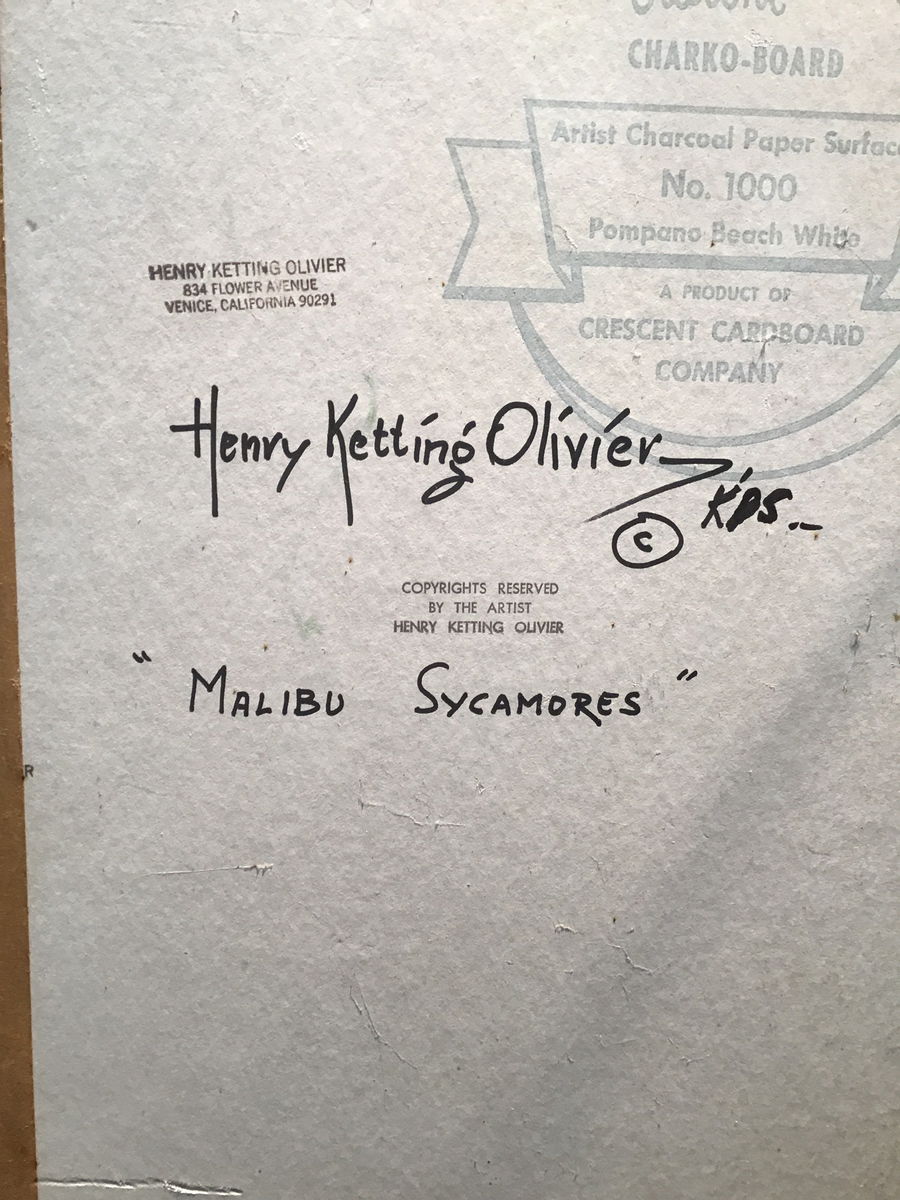 CHARKO-BOARD
Artist Charcoal Paper Surface
No. 1000
Pompano Beach White
A PRODUCT OF
CRESCENT CARDBOARD
COMPANY
HENRY KETTING OLIVIER
834 FLOWER AVENUE
VENICE, CALIFORNIA 90291
Henry Ketting Olivier
©
COPYRIGHTS RESERVED
BY THE ARTIST
HENRY KETTING OLIVIER
"MALIBU SYCAMORES"
R